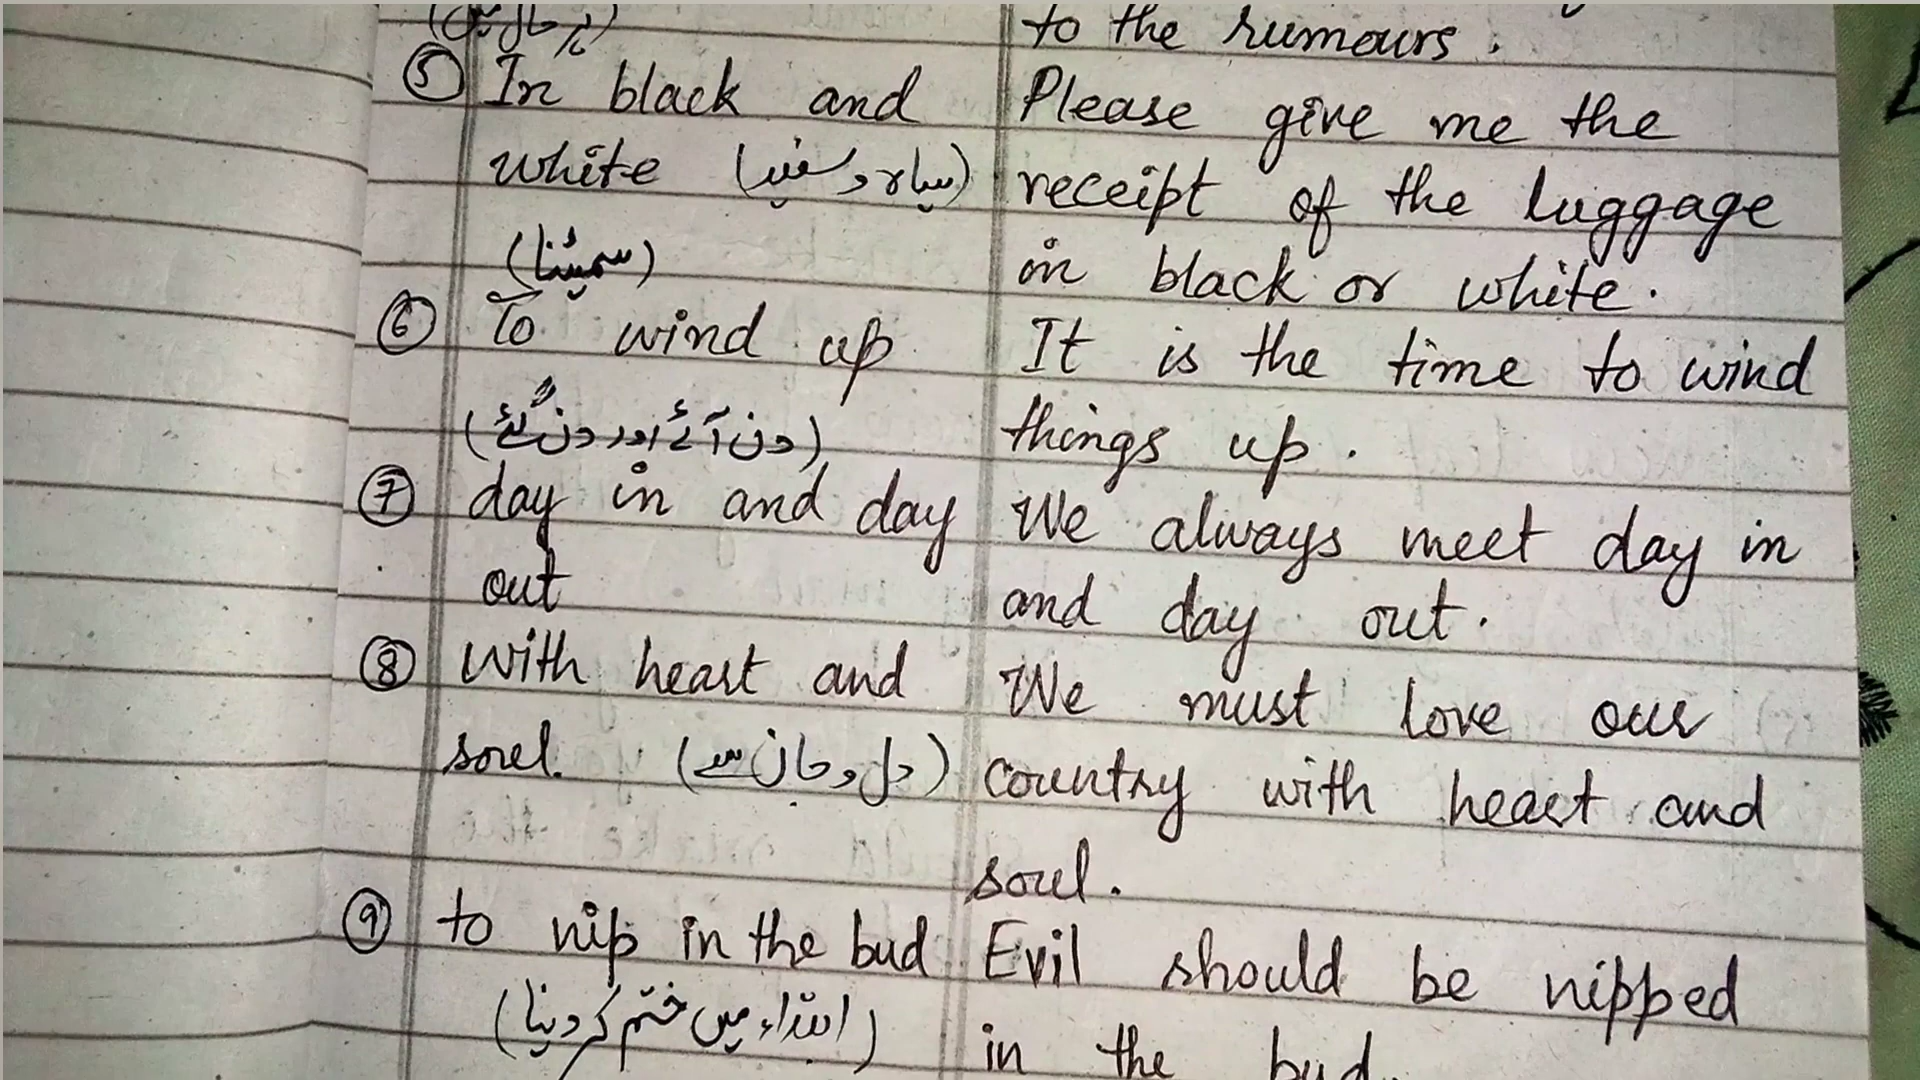 to the rumours.
5 In black and
white (سیاہ و سفید)
Please give me the
receipt of the luggage
in black or white.
(سمیٹنا)
6 To wind up
It is the time to wind
things up.
(دن آئے اور دن گئے)
7 day in and day
out
We always meet day in
and day out.
8 With heart and
soul. (دل و جان سے)
We must love our
country with heart and
soul.
9 to nip in the bud
(ابتداء میں ختم کر دینا)
Evil should be nipped
in the bud.